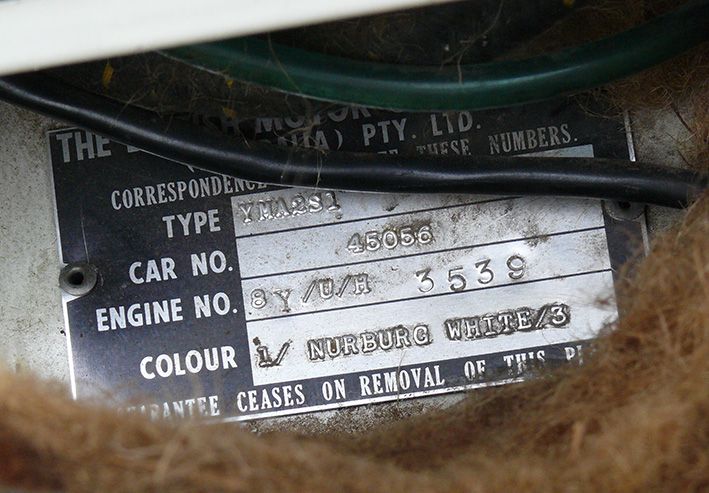 THE MOTOR
PTY. LTD.
CORRESPONDENCE THESE NUMBERS.
TYPE YMA2S1
CAR NO. 45056
ENGINE NO. 8Y/U/H 3539
COLOUR 1/ NURBURG WHITE/3
CEASES ON REMOVAL OF THIS